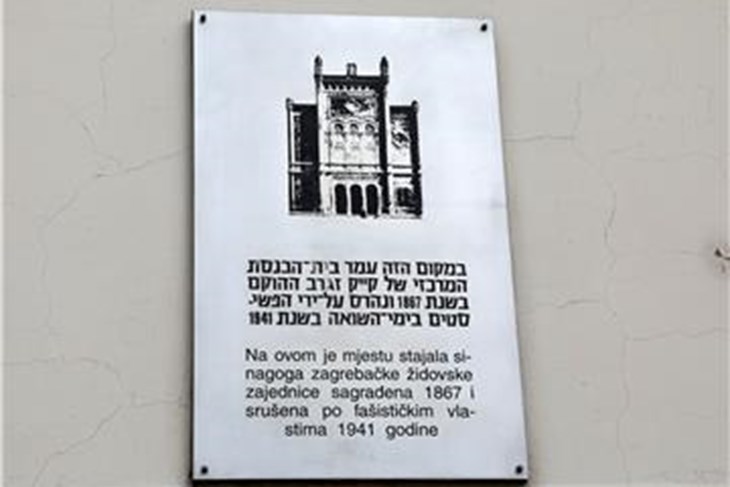 במקום הזה עמד בית-הכנסת
המרכזי של ק״ק זגרב ההוקם
בשנת 1867 ונהרס על-ידי הפשי-
סטים בימי-השואה בשנת 1941
Na ovom je mjestu stajala si-
nagoga zagrebačke židovske
zajednice sagrađena 1867 i
srušena po fašističkim vla-
stima 1941 godine